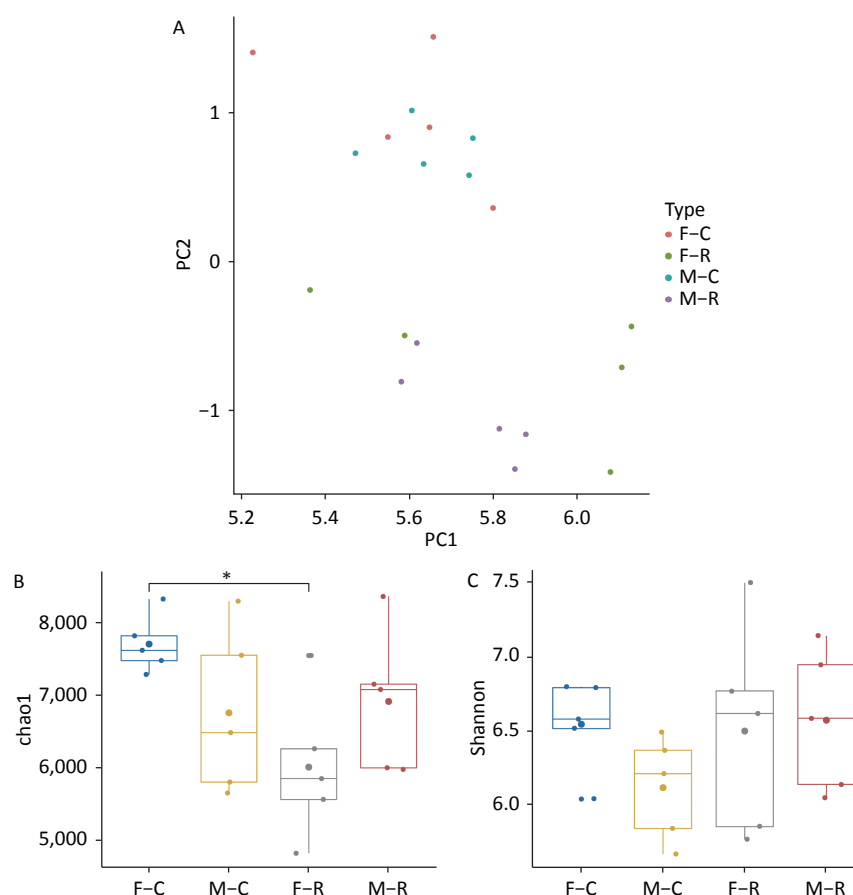 A
1
0
−1
PC2
5.2 5.4 5.6 5.8 6.0
PC1
Type
F−C
F−R
M−C
M−R
B
*
8,000
7,000
6,000
5,000
chao1
F−C M−C F−R M−R
C
7.5
7.0
6.5
6.0
Shannon
F−C M−C F−R M−R